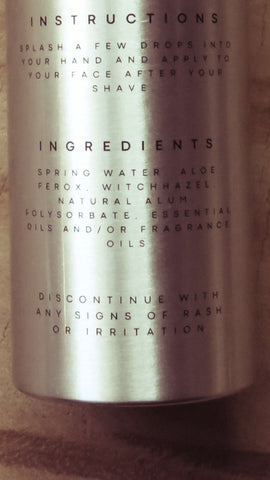 INSTRUCTIONS
SPLASH A FEW DROPS INTO
YOUR HAND AND APPLY TO
YOUR FACE AFTER YOUR
SHAVE.
INGREDIENTS
SPRING WATER, ALOE
FEROX, WITCHHAZEL,
NATURAL ALUM,
POLYSORBATE, ESSENTIAL
OILS AND/OR FRAGRANCE
OILS
DISCONTINUE WITH
ANY SIGNS OF RASH
OR IRRITATION